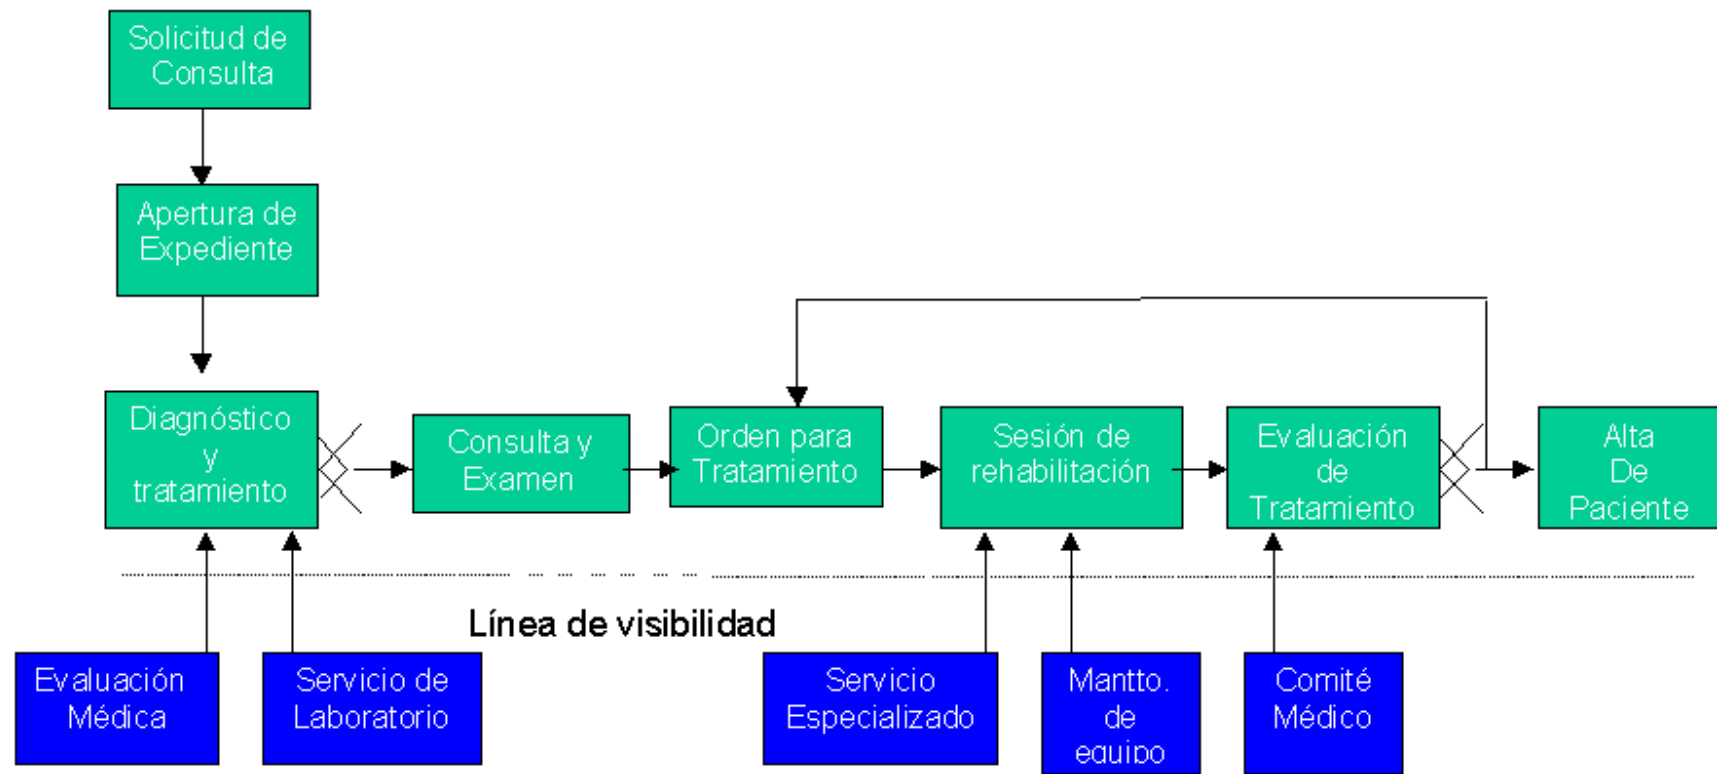 Solicitud de
Consulta
Apertura de
Expediente
Diagnóstico
y
tratamiento
Consulta y
Examen
Orden para
Tratamiento
Sesión de
rehabilitación
Evaluación
de
Tratamiento
Alta
De
Paciente
Línea de visibilidad
Evaluación
Médica
Servicio de
Laboratorio
Servicio
Especializado
Mantto.
de
equipo
Comité
Médico